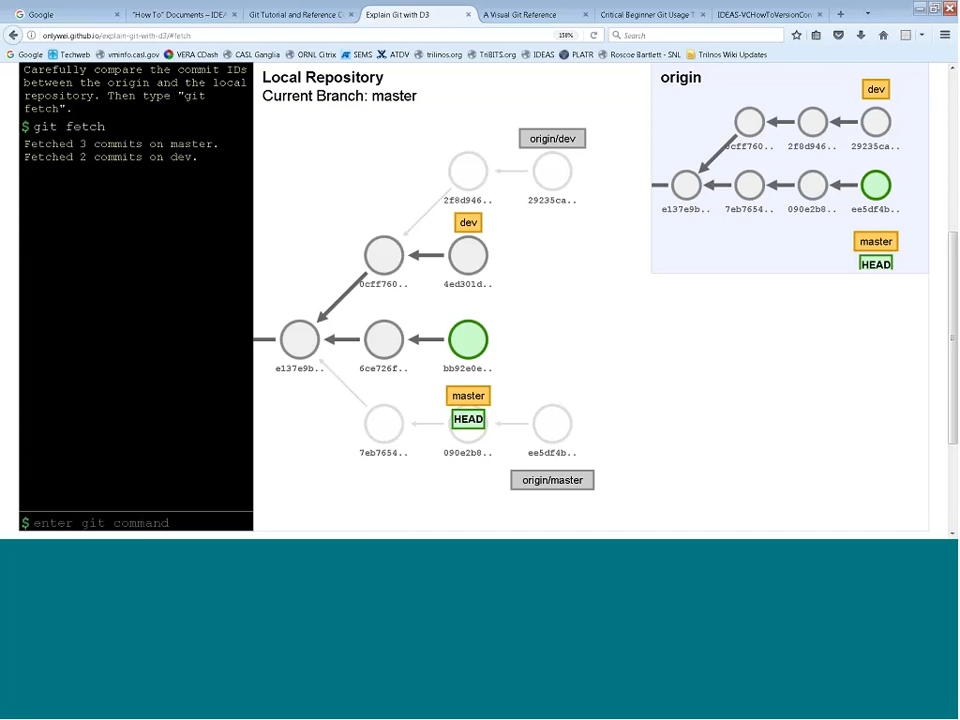 Google
"How To" Documents – IDEA
Git Tutorial and Reference C
Explain Git with D3
A Visual Git Reference
Critical Beginner Git Usage T
IDEAS-VCHowToVersionCon
onlywei.github.io/explain-git-with-d3/#fetch
150%
Search
Google
Techweb
vminfo.casl.gov
VERA CDash
CASL Ganglia
ORNL Citrix
SEMS
ATDV
trilinos.org
TriBITS.org
IDEAS
PLATR
Roscoe Bartlett - SNL
Trilinos Wiki Updates
Carefully compare the commit IDs
between the origin and the local
repository. Then type "git
fetch".
$ git fetch
Fetched 3 commits on master.
Fetched 2 commits on dev.
$ enter git command
Local Repository
Current Branch: master
origin/dev
2f8d946..
29235ca..
dev
0cff760..
4ed301d..
e137e9b..
6ce726f..
bb92e0e..
master
HEAD
7eb7654..
090e2b8..
ee5df4b..
origin/master
origin
dev
0cff760..
2f8d946..
29235ca..
e137e9b..
7eb7654..
090e2b8..
ee5df4b..
master
HEAD